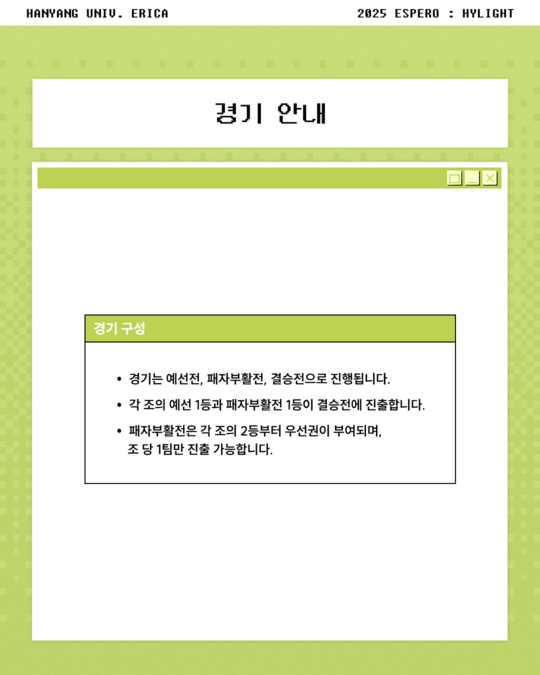 HANYANG UNIV. ERICA
2025 ESPERO : HYLIGHT
경기 안내
경기 구성
• 경기는 예선전, 패자부활전, 결승전으로 진행됩니다.
• 각 조의 예선 1등과 패자부활전 1등이 결승전에 진출합니다.
• 패자부활전은 각 조의 2등부터 우선권이 부여되며,
조 당 1팀만 진출 가능합니다.